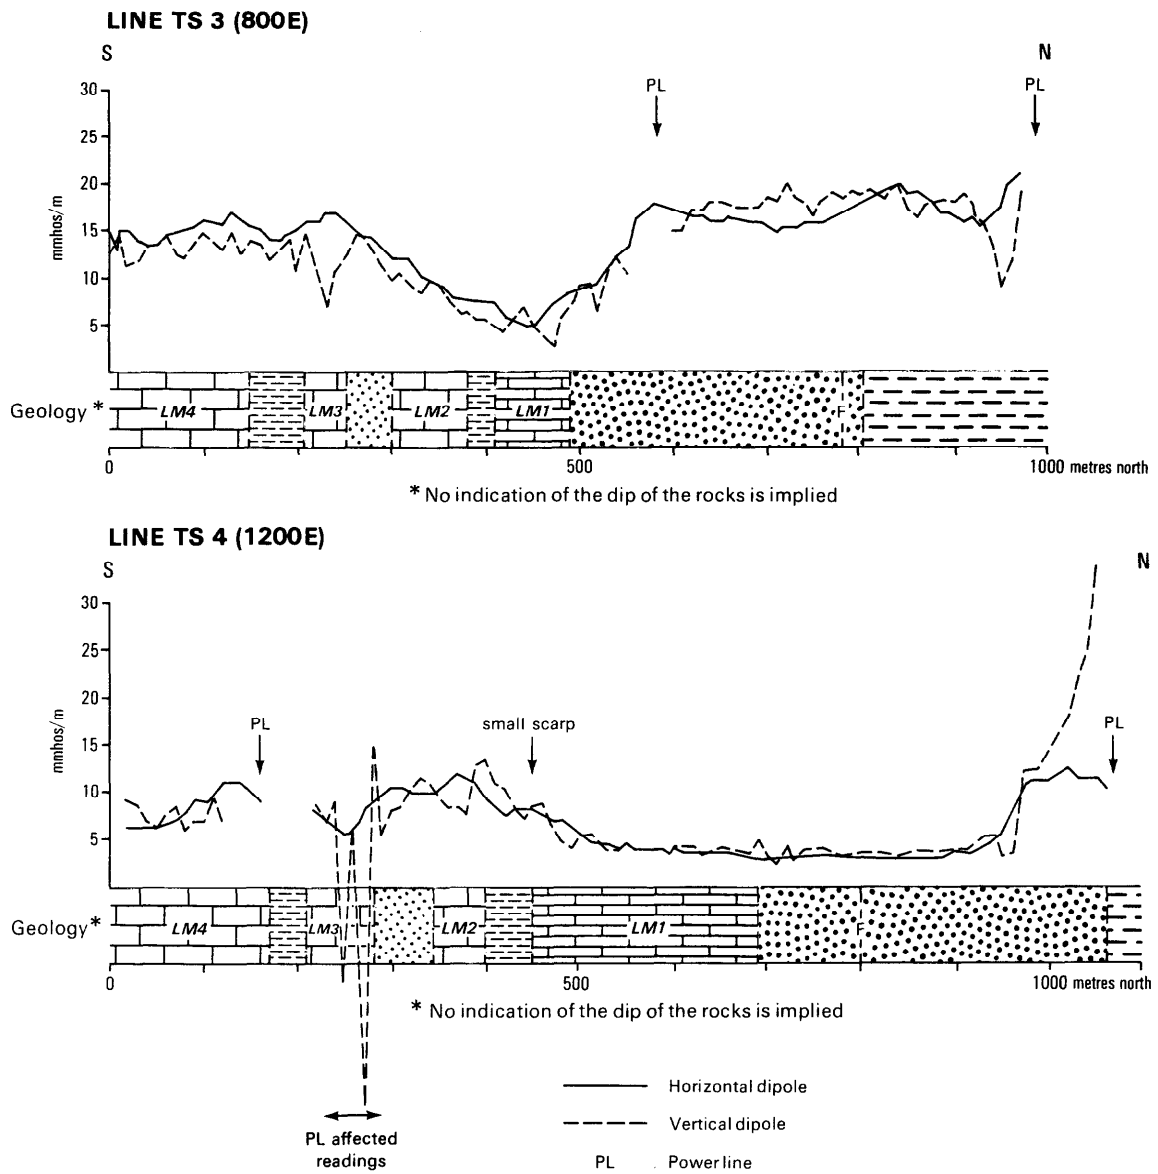 LINE TS 3 (800E)
S
N
PL
PL
30
25
20
15
10
5
mmhos/m
Geology *
LM4
LM3
LM2
LM1
F
0
500
1000 metres north
* No indication of the dip of the rocks is implied
LINE TS 4 (1200E)
S
N
PL
small scarp
PL
30
25
20
15
10
5
mmhos/m
Geology *
LM4
LM3
LM2
LM1
F
0
500
1000 metres north
* No indication of the dip of the rocks is implied
PL affected
readings
Horizontal dipole
Vertical dipole
PL Power line